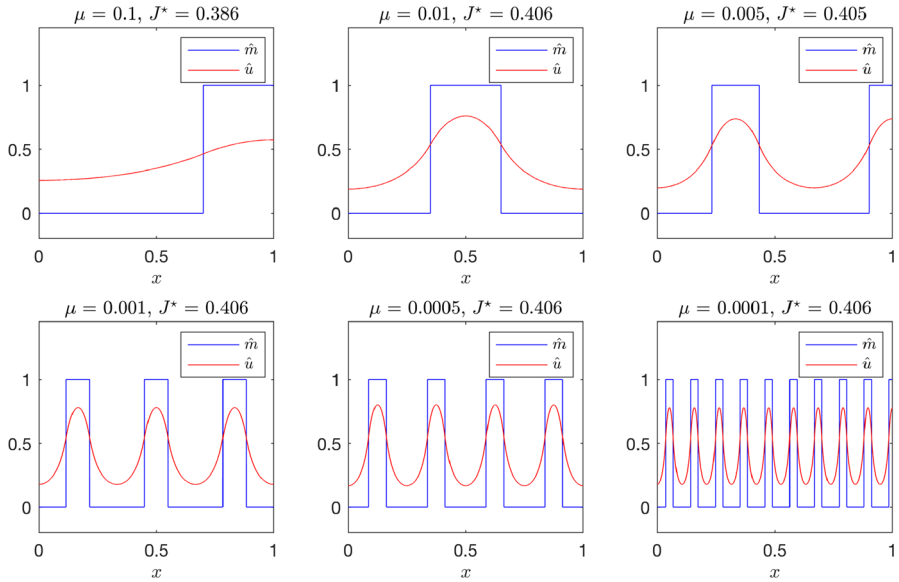 μ = 0.1, J⋆ = 0.386
m̂
û
1
0.5
0
0 0.5 1
x
μ = 0.01, J⋆ = 0.406
m̂
û
1
0.5
0
0 0.5 1
x
μ = 0.005, J⋆ = 0.405
m̂
û
1
0.5
0
0 0.5 1
x
μ = 0.001, J⋆ = 0.406
m̂
û
1
0.5
0
0 0.5 1
x
μ = 0.0005, J⋆ = 0.406
m̂
û
1
0.5
0
0 0.5 1
x
μ = 0.0001, J⋆ = 0.406
m̂
û
1
0.5
0
0 0.5 1
x